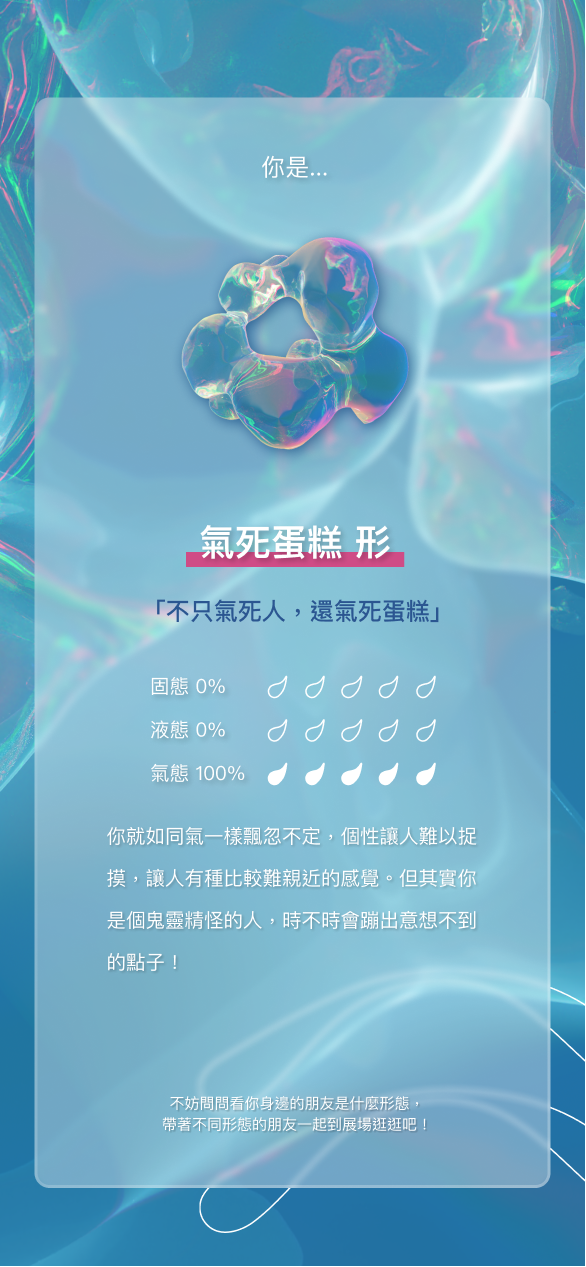 你是...
氣死蛋糕 形
「不只氣死人，還氣死蛋糕」
固態 0%
液態 0%
氣態 100%
你就如同氣一樣飄忽不定，個性讓人難以捉
摸，讓人有種比較難親近的感覺。但其實你
是個鬼靈精怪的人，時不時會蹦出意想不到
的點子！
不妨問問看你身邊的朋友是什麼形態，
帶著不同形態的朋友一起到展場逛逛吧！